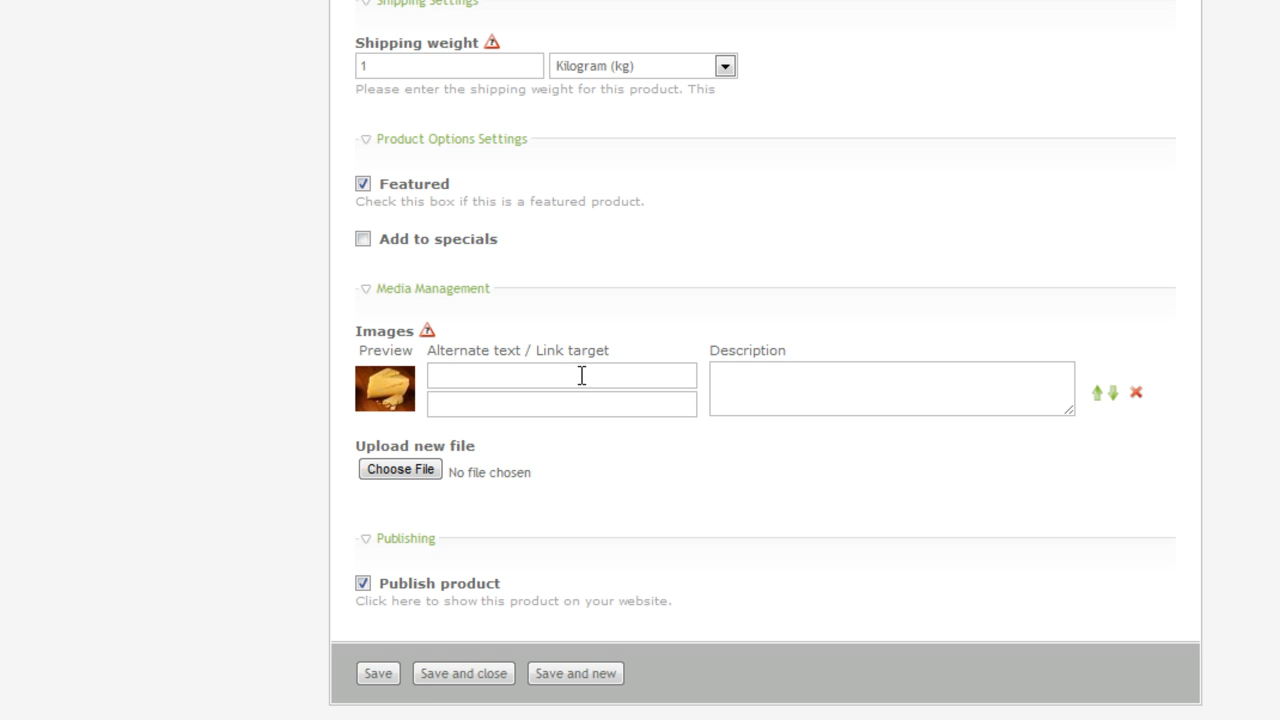 Shipping Settings
Shipping weight
1 Kilogram (kg)
Please enter the shipping weight for this product. This
Product Options Settings
Featured
Check this box if this is a featured product.
Add to specials
Media Management
Images
Preview Alternate text / Link target Description
Upload new file
Choose File No file chosen
Publishing
Publish product
Click here to show this product on your website.
Save Save and close Save and new